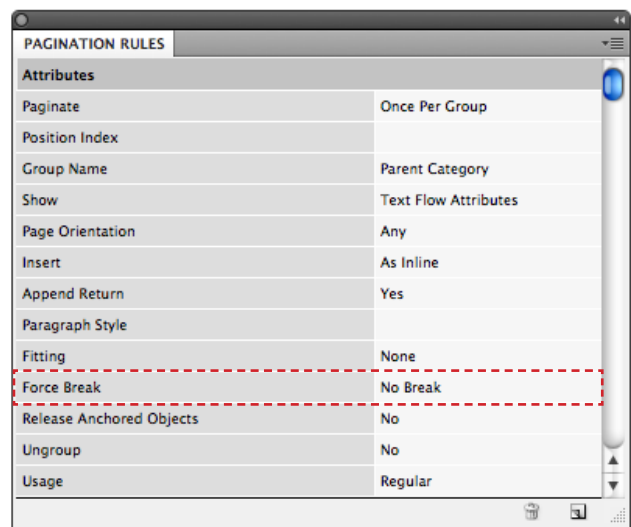 PAGINATION RULES
Attributes
Paginate Once Per Group
Position Index
Group Name Parent Category
Show Text Flow Attributes
Page Orientation Any
Insert As Inline
Append Return Yes
Paragraph Style
Fitting None
Force Break No Break
Release Anchored Objects No
Ungroup No
Usage Regular